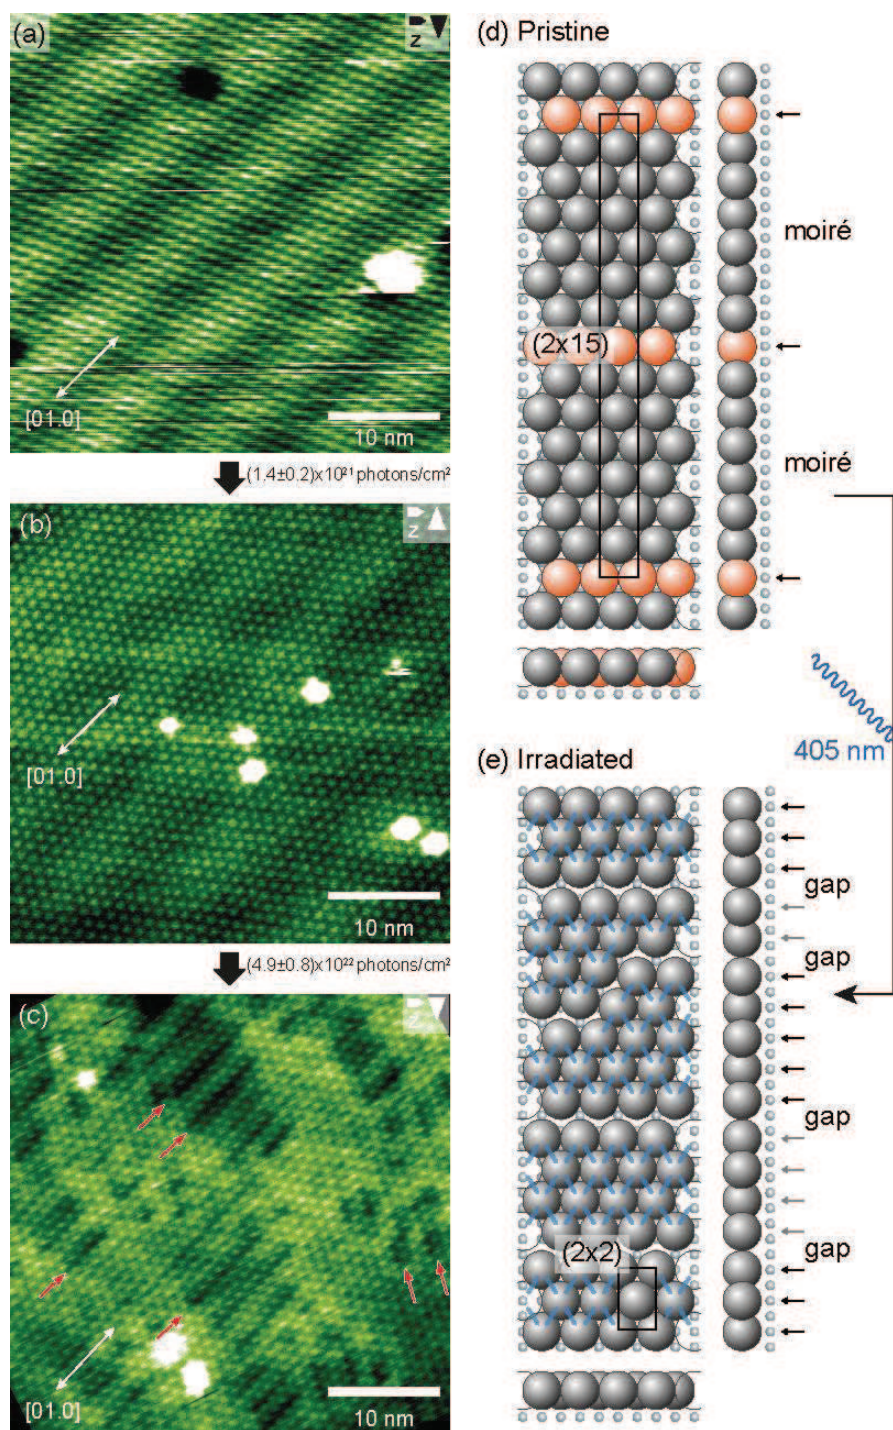 (a)
z
[01.0]
10 nm
(1.4±0.2)x10²¹ photons/cm²
(b)
z
[01.0]
10 nm
(4.9±0.8)x10²² photons/cm²
(c)
z
[01.0]
10 nm
(d) Pristine
moiré
(2x15)
moiré
405 nm
(e) Irradiated
gap
gap
gap
(2x2)
gap